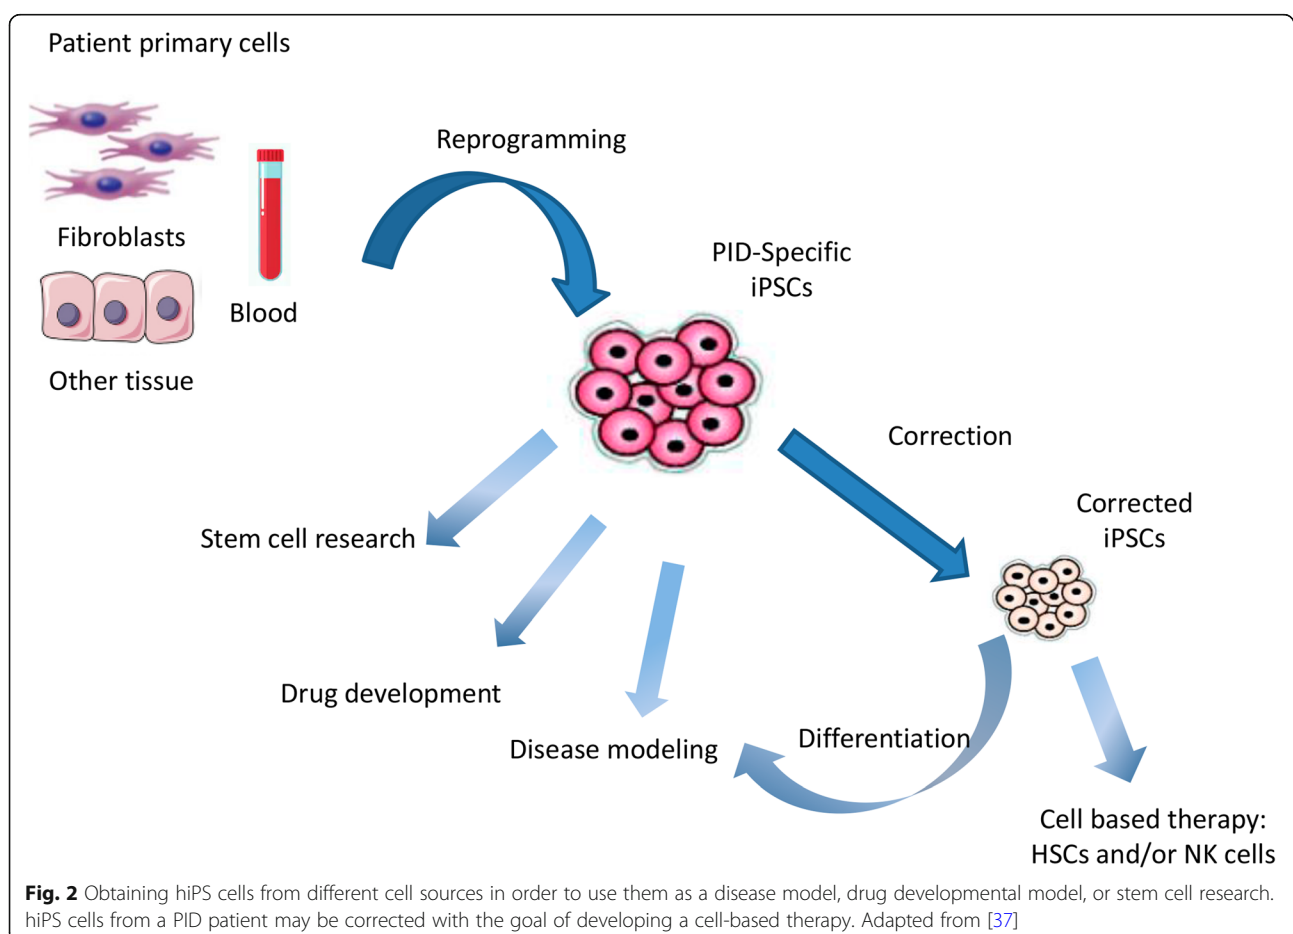 Patient primary cells
Reprogramming
Fibroblasts
Blood
Other tissue
PID-Specific
iPSCs
Correction
Corrected
iPSCs
Stem cell research
Drug development
Disease modeling
Differentiation
Cell based therapy:
HSCs and/or NK cells
Fig. 2 Obtaining hiPS cells from different cell sources in order to use them as a disease model, drug developmental model, or stem cell research.
hiPS cells from a PID patient may be corrected with the goal of developing a cell-based therapy. Adapted from [37]